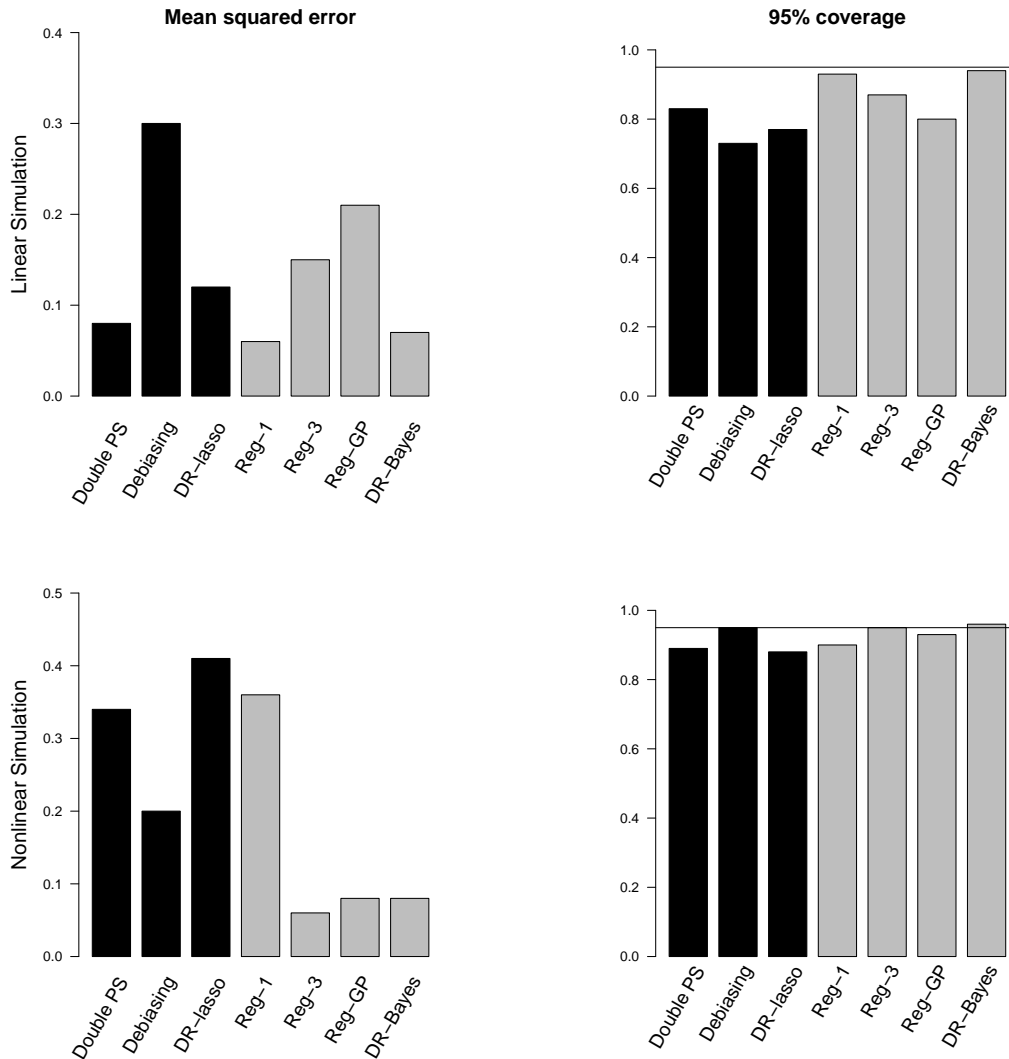 Mean squared error
Linear Simulation
0.4
0.3
0.2
0.1
0.0
Double PS
Debiasing
DR−lasso
Reg−1
Reg−3
Reg−GP
DR−Bayes
95% coverage
1.0
0.8
0.6
0.4
0.2
0.0
Double PS
Debiasing
DR−lasso
Reg−1
Reg−3
Reg−GP
DR−Bayes
Nonlinear Simulation
0.5
0.4
0.3
0.2
0.1
0.0
Double PS
Debiasing
DR−lasso
Reg−1
Reg−3
Reg−GP
DR−Bayes
1.0
0.8
0.6
0.4
0.2
0.0
Double PS
Debiasing
DR−lasso
Reg−1
Reg−3
Reg−GP
DR−Bayes